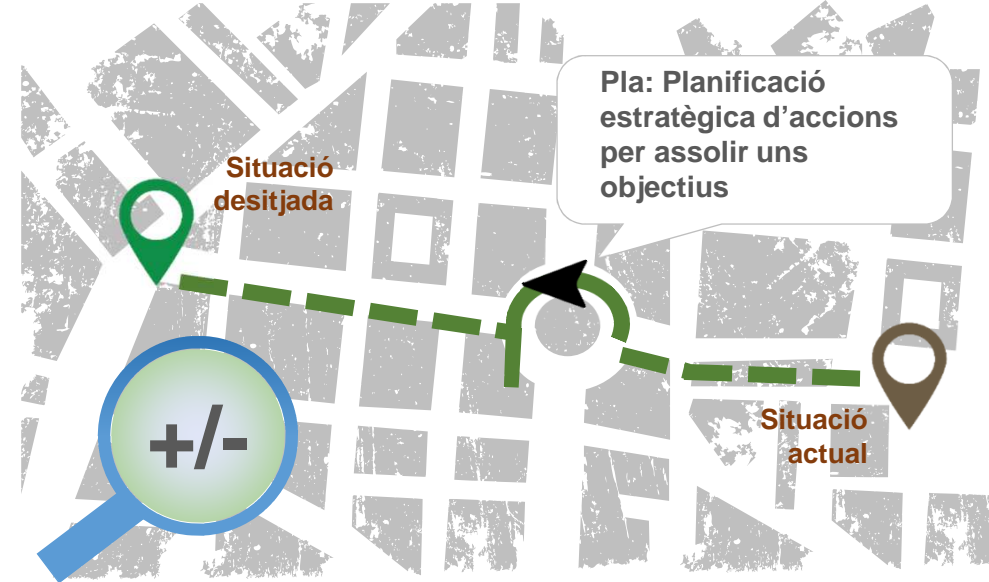 Pla: Planificació
estratègica d’accions
per assolir uns
objectius
Situació
desitjada
Situació
actual
+/-